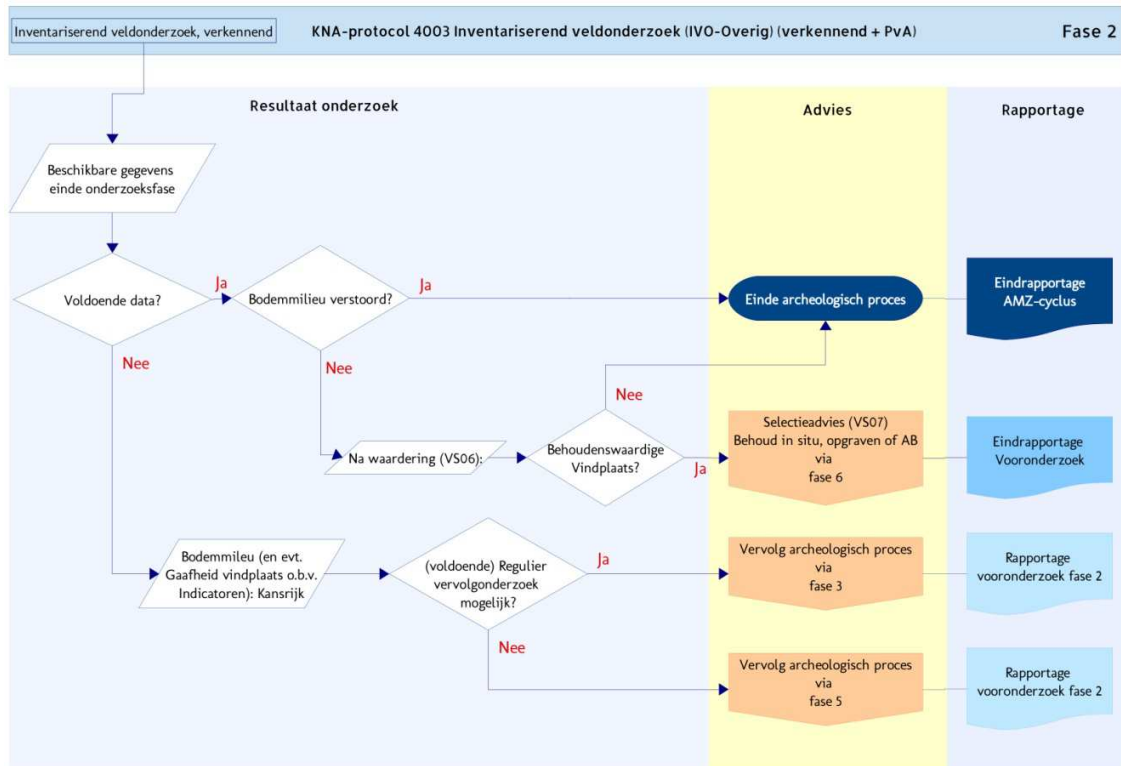 Inventariserend veldonderzoek, verkennend
KNA-protocol 4003 Inventariserend veldonderzoek (IVO-Overig) (verkennend + PvA)
Fase 2
Resultaat onderzoek
Advies
Rapportage
Beschikbare gegevens
einde onderzoeksfase
Voldoende data?
Ja
Bodemmilieu verstoord?
Ja
Einde archeologisch proces
Eindrapportage
AMZ-cyclus
Nee
Nee
Na waardering (VS06):
Behoudenswaardige
Vindplaats?
Nee
Ja
Selectieadvies (VS07)
Behoud in situ, opgraven of AB
via
fase 6
Eindrapportage
Vooronderzoek
Bodemmileu (en evt.
Gaafheid vindplaats o.b.v.
Indicatoren): Kansrijk
(voldoende) Regulier
vervolgonderzoek
mogelijk?
Ja
Vervolg archeologisch proces
via
fase 3
Rapportage
vooronderzoek fase 2
Nee
Vervolg archeologisch proces
via
fase 5
Rapportage
vooronderzoek fase 2